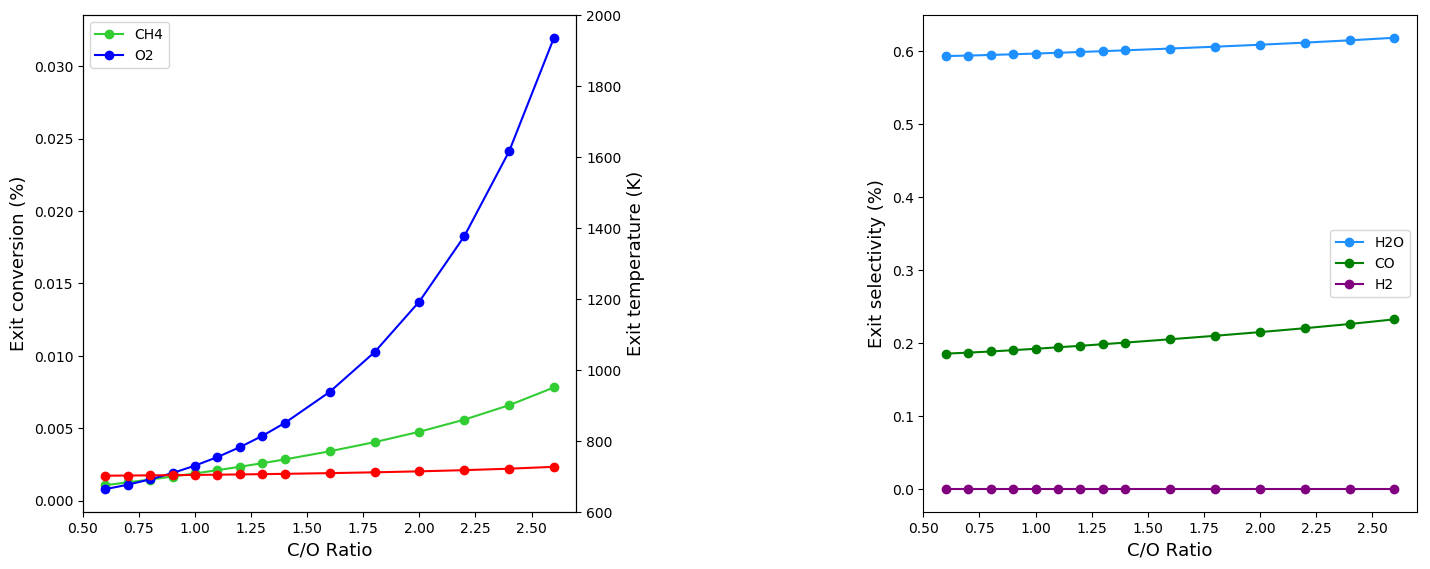 CH4
O2
0.030
0.025
0.020
0.015
0.010
0.005
0.000
Exit conversion (%)
0.50 0.75 1.00 1.25 1.50 1.75 2.00 2.25 2.50
C/O Ratio
2000
1800
1600
1400
1200
1000
800
600
Exit temperature (K)
0.6
0.5
0.4
0.3
0.2
0.1
0.0
Exit selectivity (%)
H2O
CO
H2
0.50 0.75 1.00 1.25 1.50 1.75 2.00 2.25 2.50
C/O Ratio